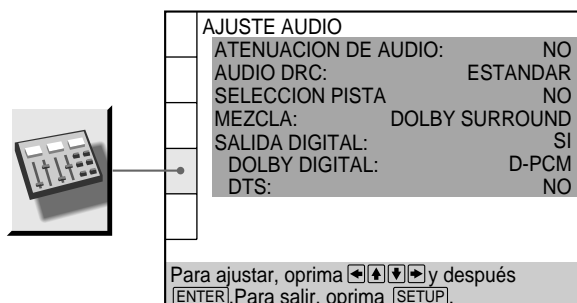 AJUSTE AUDIO
ATENUACION DE AUDIO: NO
AUDIO DRC: ESTANDAR
SELECCION PISTA NO
MEZCLA: DOLBY SURROUND
SALIDA DIGITAL: SI
DOLBY DIGITAL: D-PCM
DTS: NO
Para ajustar, oprima ←↑↓→ y después
ENTER.Para salir, oprima SETUP.